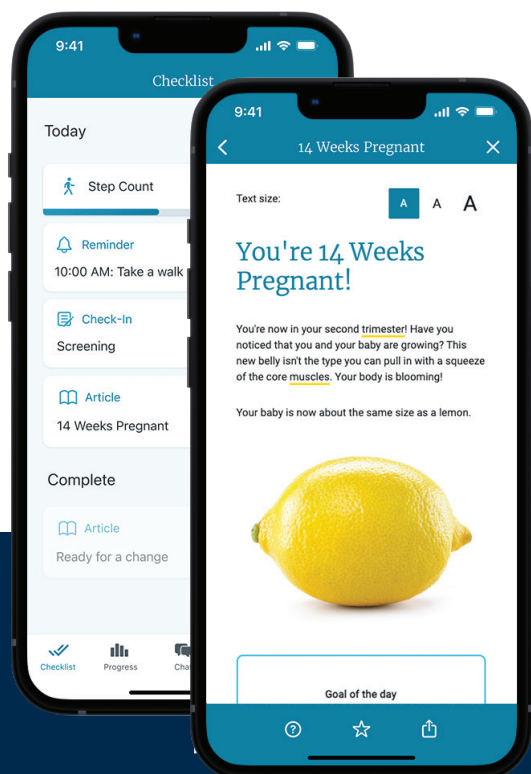 9:41
Checklist
Today
Step Count
Reminder
10:00 AM: Take a walk
Check-In
Screening
Article
14 Weeks Pregnant
Complete
Article
Ready for a change
Checklist
Progress
9:41
14 Weeks Pregnant
Text size:
A A A
You're 14 Weeks
Pregnant!
You're now in your second trimester! Have you
noticed that you and your baby are growing? This
new belly isn't the type you can pull in with a squeeze
of the core muscles. Your body is blooming!
Your baby is now about the same size as a lemon.
Goal of the day